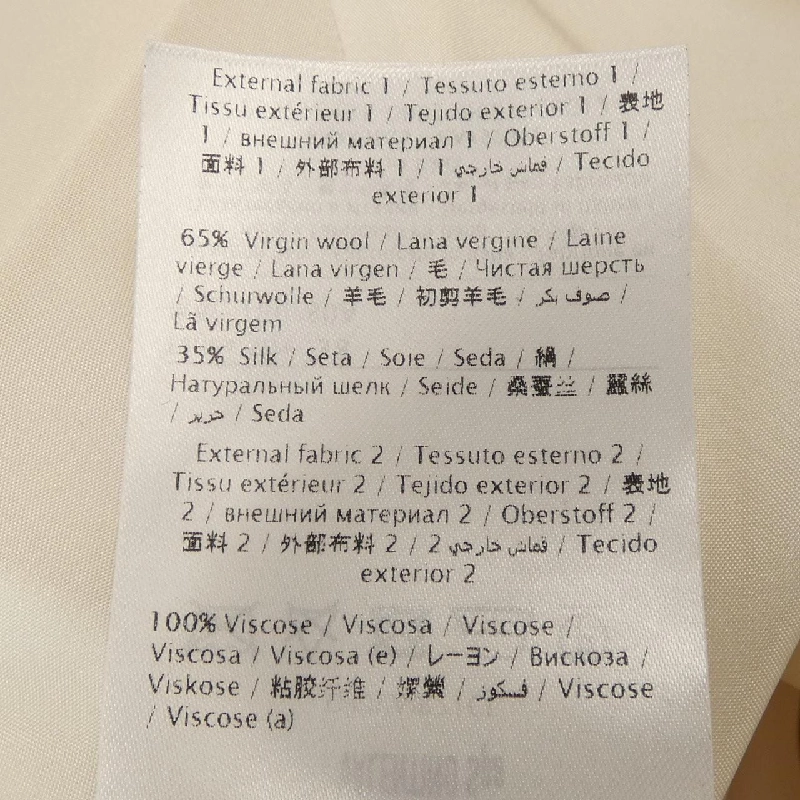 External fabric 1 / Tessuto esterno 1 /
Tissu extérieur 1 / Tejido exterior 1 / 表地
1 / внешний материал 1 / Oberstoff 1 /
面料 1 / 外部布料 1 / 1 قماش خارجي / Tecido
exterior 1
65% Virgin wool / Lana vergine / Laine
vierge / Lana virgen / 毛 / Чистая шерсть
/ Schurwolle / 羊毛 / 初剪羊毛 / صوف بكر /
Lã virgem
35% Silk / Seta / Soie / Seda / 絹 /
Натуральный шелк / Seide / 桑蚕丝 / 蠶絲
/ حرير / Seda
External fabric 2 / Tessuto esterno 2 /
Tissu extérieur 2 / Tejido exterior 2 / 表地
2 / внешний материал 2 / Oberstoff 2 /
面料 2 / 外部布料 2 / 2 قماش خارجي / Tecido
exterior 2
100% Viscose / Viscosa / Viscose /
Viscosa / Viscosa (e) / レーヨン / Вискоза /
Viskose / 粘胶纤维 / 嫘縈 / فسكوز / Viscose
/ Viscose (a)